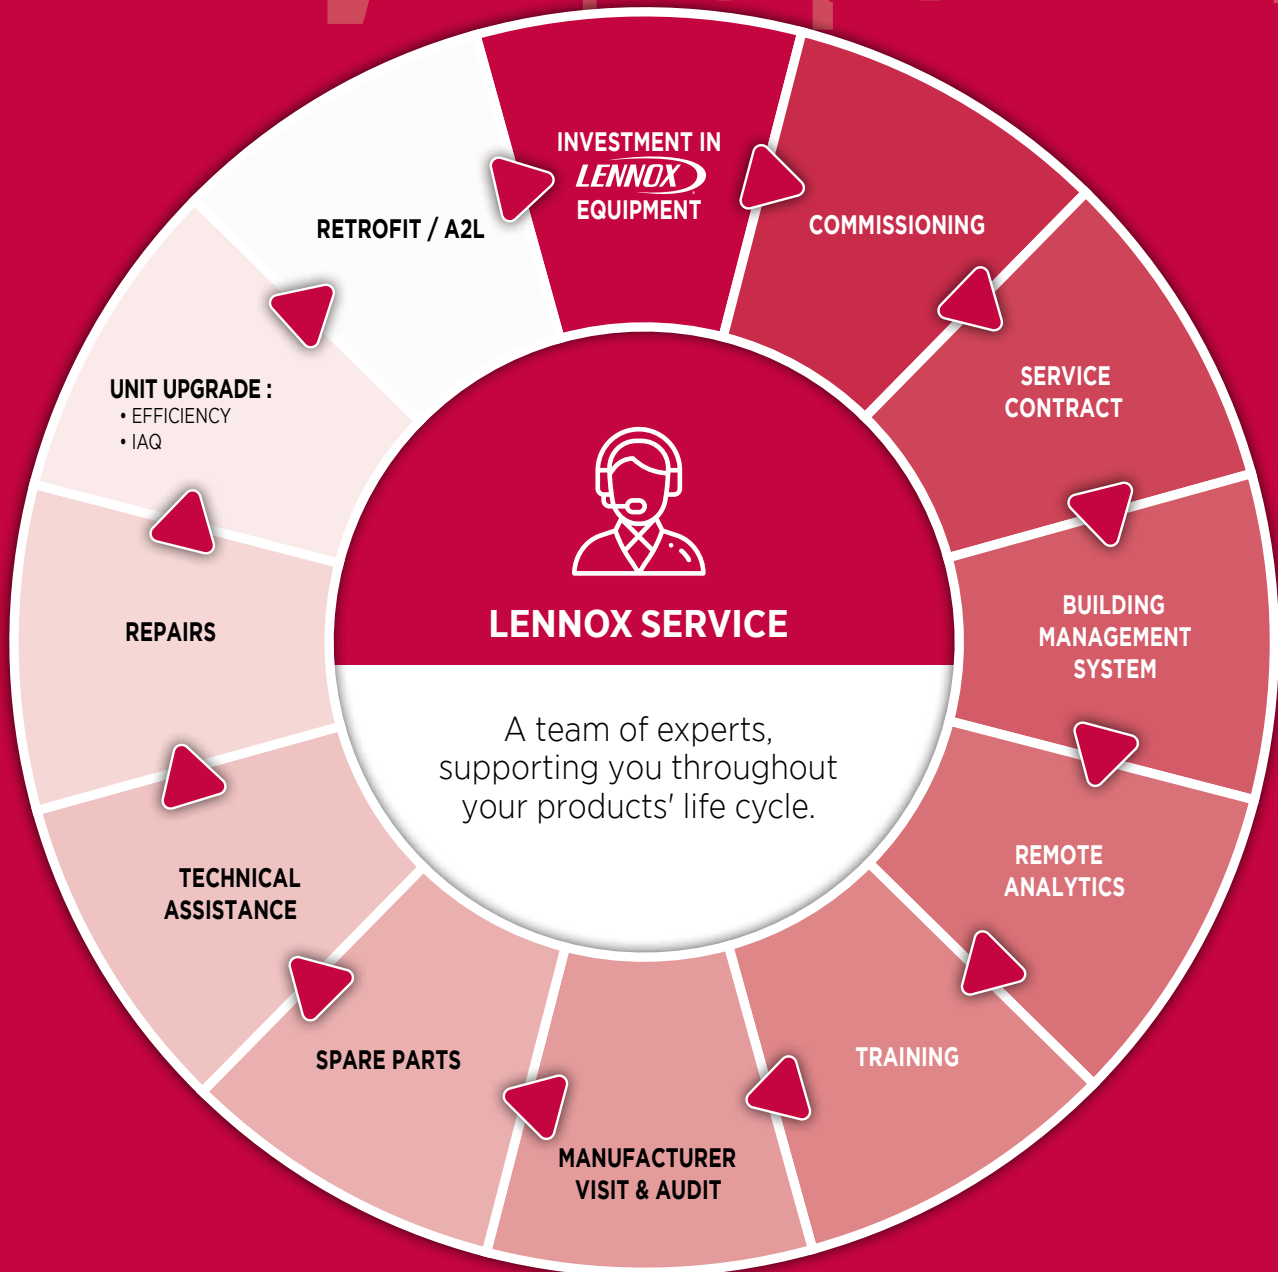 INVESTMENT IN
LENNOX
EQUIPMENT
COMMISSIONING
SERVICE
CONTRACT
BUILDING
MANAGEMENT
SYSTEM
REMOTE
ANALYTICS
TRAINING
MANUFACTURER
VISIT & AUDIT
SPARE PARTS
TECHNICAL
ASSISTANCE
REPAIRS
UNIT UPGRADE :
• EFFICIENCY
• IAQ
RETROFIT / A2L
LENNOX SERVICE
A team of experts,
supporting you throughout
your products' life cycle.